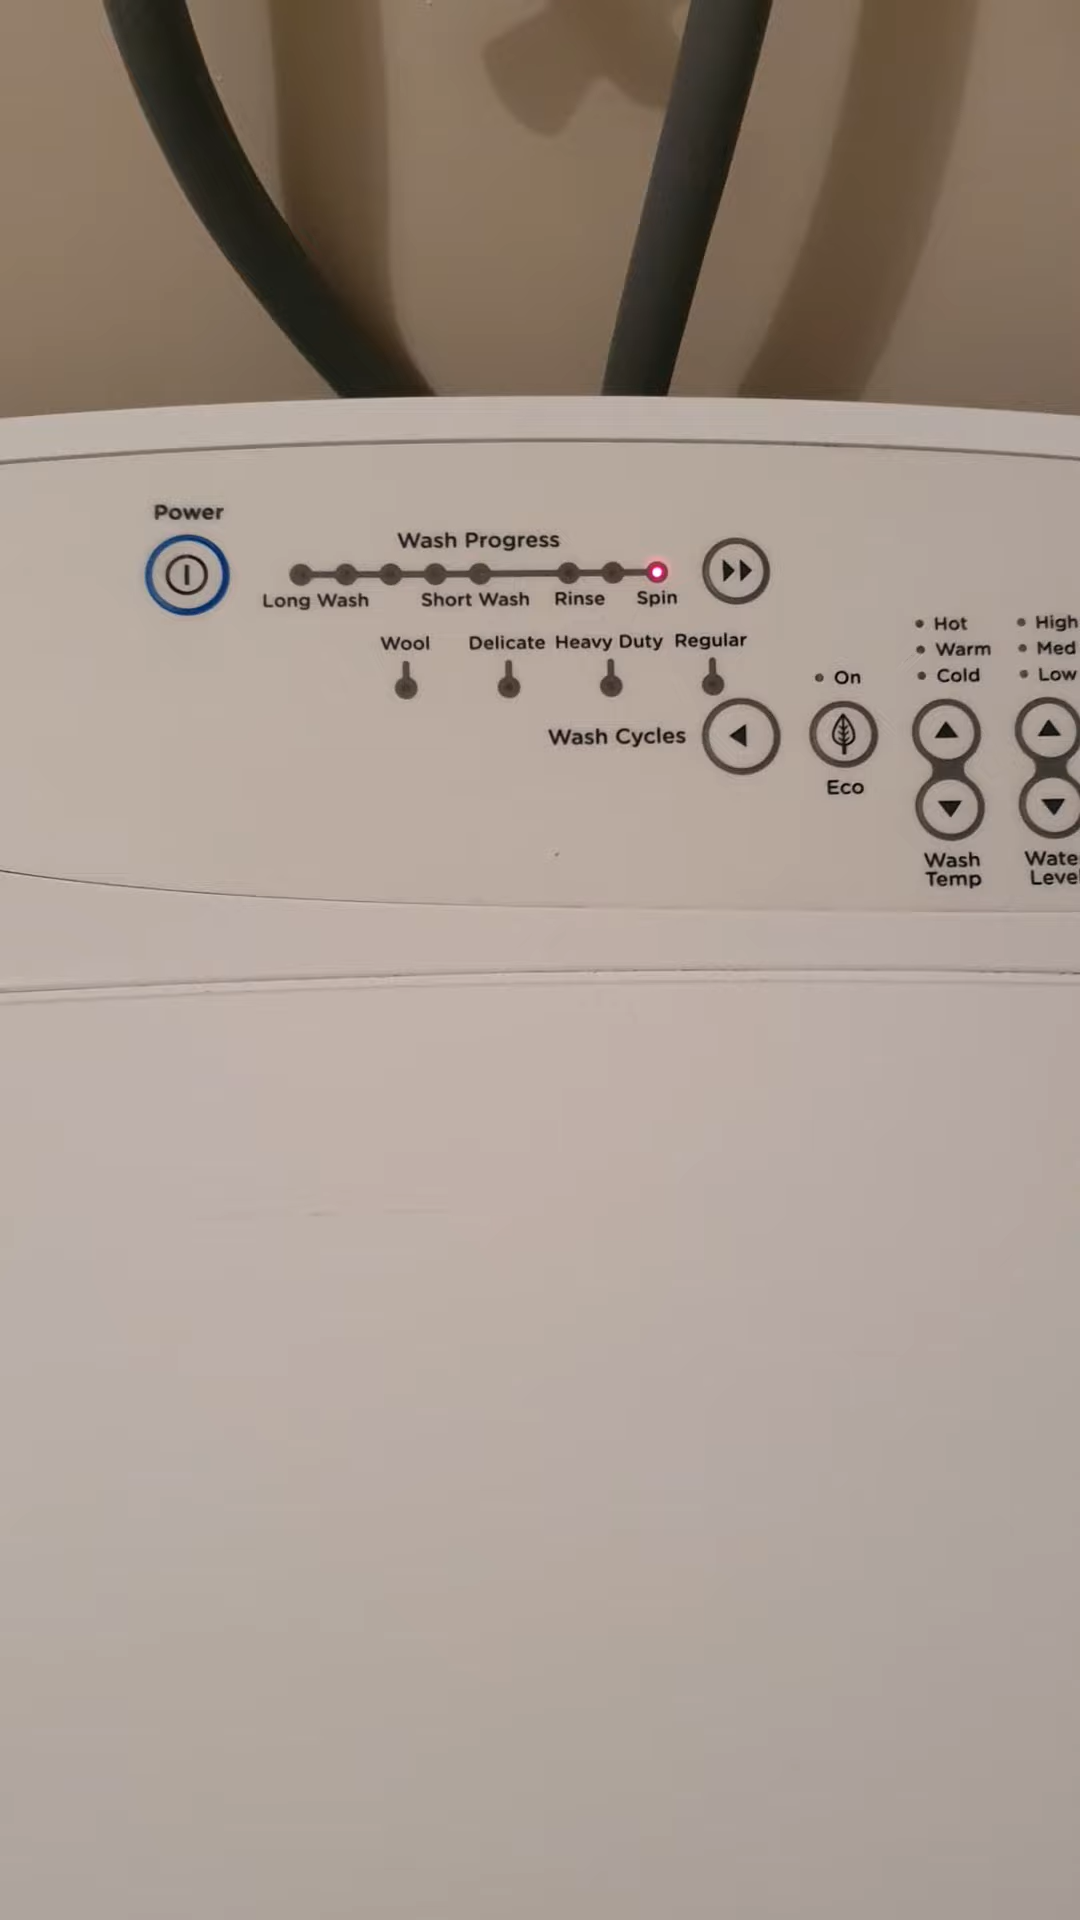 Power
Wash Progress
Long Wash
Short Wash
Rinse
Spin
Wool
Delicate
Heavy Duty
Regular
Wash Cycles
On
Eco
Hot
Warm
Cold
Wash
Temp
High
Med
Low